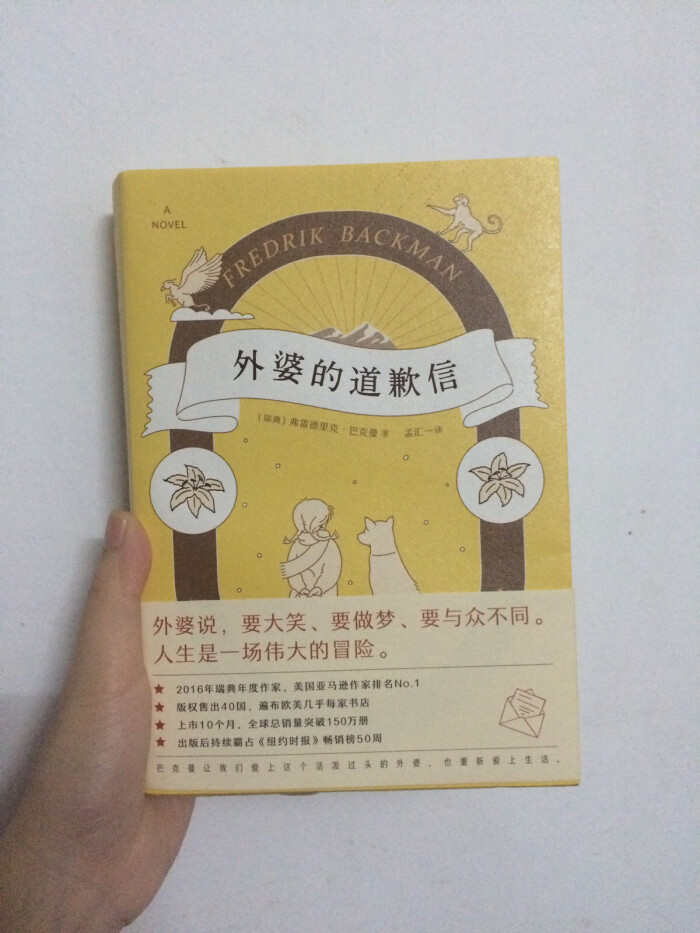 A
NOVEL
FREDRIK BACKMAN
外婆的道歉信
〔瑞典〕弗雷德里克·巴克曼 著 孟汇一 译
外婆说，要大笑、要做梦、要与众不同。
人生是一场伟大的冒险。
★ 2016年瑞典年度作家，美国亚马逊作家排名No.1
★ 版权售出40国，遍布欧美几乎每家书店
★ 上市10个月，全球总销量突破150万册
★ 出版后持续霸占《纽约时报》畅销榜50周
巴克曼让我们爱上这个活泼过头的外婆，也重新爱上生活。